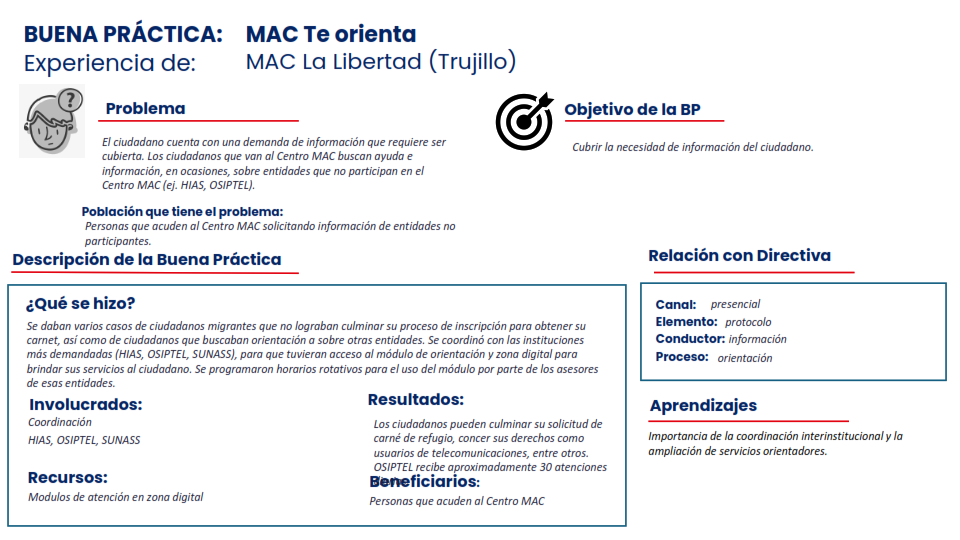 BUENA PRÁCTICA: MAC Te orienta
Experiencia de: MAC La Libertad (Trujillo)
?
Problema
El ciudadano cuenta con una demanda de información que requiere ser
cubierta. Los ciudadanos que van al Centro MAC buscan ayuda e
información, en ocasiones, sobre entidades que no participan en el
Centro MAC (ej. HIAS, OSIPTEL).
Población que tiene el problema:
Personas que acuden al Centro MAC solicitando información de entidades no
participantes.
Objetivo de la BP
Cubrir la necesidad de información del ciudadano.
Descripción de la Buena Práctica
¿Qué se hizo?
Se daban varios casos de ciudadanos migrantes que no lograban culminar su proceso de inscripción para obtener su
carnet, así como de ciudadanos que buscaban orientación a sobre otras entidades. Se coordinó con las instituciones
más demandadas (HIAS, OSIPTEL, SUNASS), para que tuvieran acceso al módulo de orientación y zona digital para
brindar sus servicios al ciudadano. Se programaron horarios rotativos para el uso del módulo por parte de los asesores
de esas entidades.
Involucrados:
Coordinación
HIAS, OSIPTEL, SUNASS
Recursos:
Modulos de atención en zona digital
Resultados:
Los ciudadanos pueden culminar su solicitud de
carné de refugio, concer sus derechos como
usuarios de telecomunicaciones, entre otros.
OSIPTEL recibe aproximadamente 30 atenciones
Beneficiarios:
Personas que acuden al Centro MAC
Relación con Directiva
Canal: presencial
Elemento: protocolo
Conductor: información
Proceso: orientación
Aprendizajes
Importancia de la coordinación interinstitucional y la
ampliación de servicios orientadores.